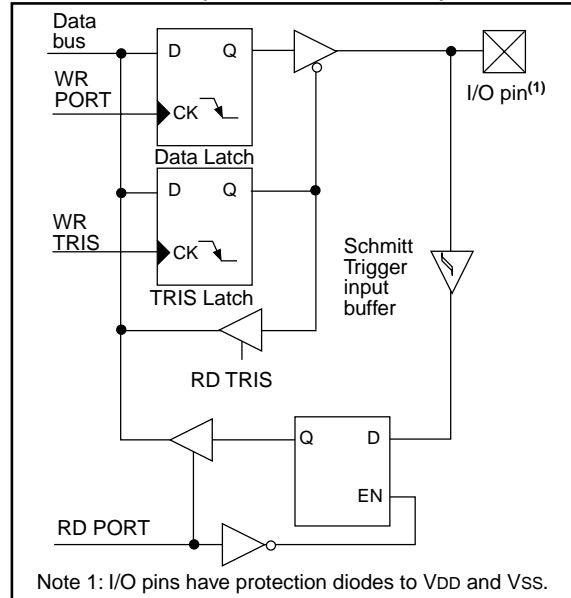 Data
bus
D Q
WR
PORT
CK
I/O pin(1)
Data Latch
D Q
WR
TRIS
CK
TRIS Latch
Schmitt
Trigger
input
buffer
RD TRIS
Q D
EN
RD PORT
Note 1: I/O pins have protection diodes to VDD and VSS.